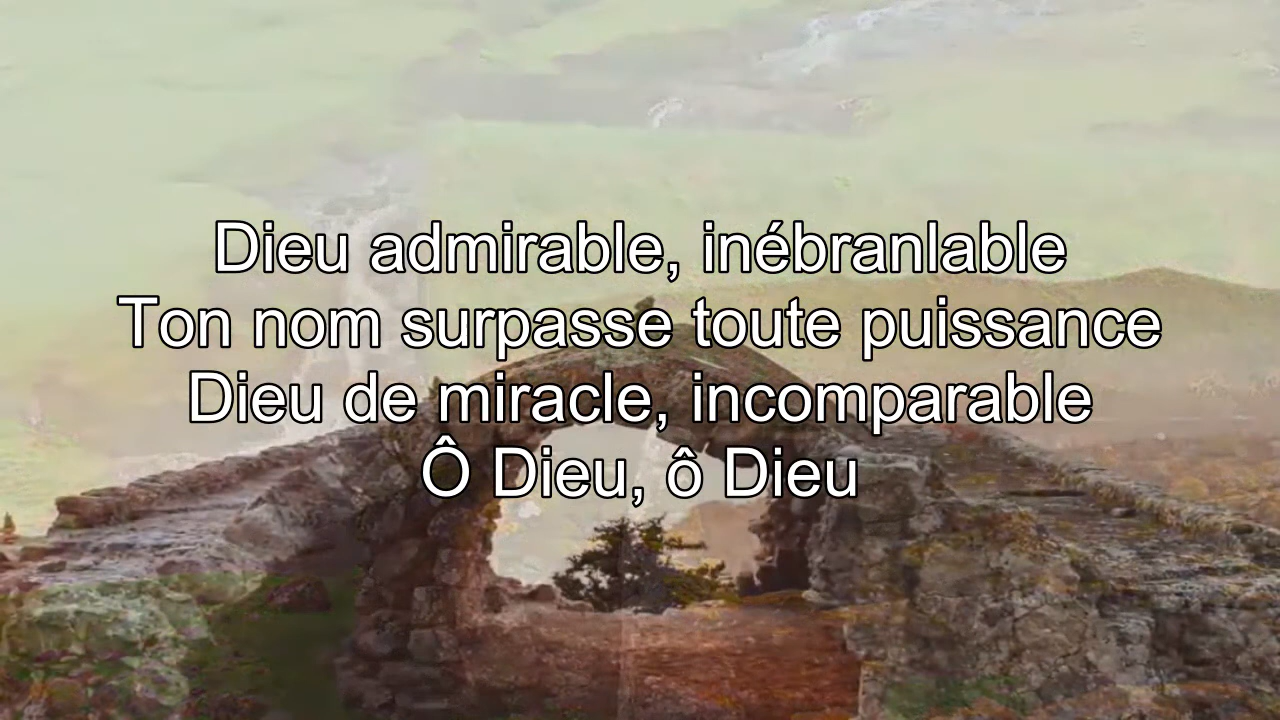 Dieu admirable, inébranlable
Ton nom surpasse toute puissance
Dieu de miracle, incomparable
Ô Dieu, ô Dieu